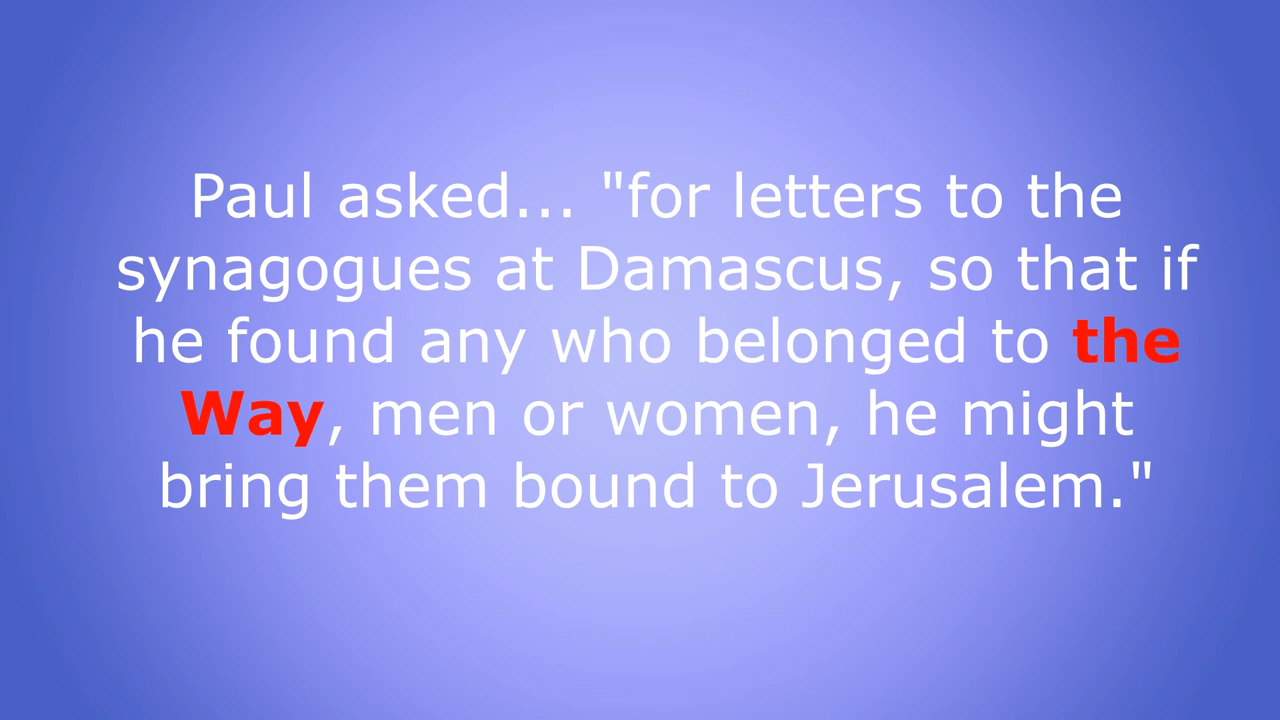 Paul asked... "for letters to the
synagogues at Damascus, so that if
he found any who belonged to the
Way, men or women, he might
bring them bound to Jerusalem."